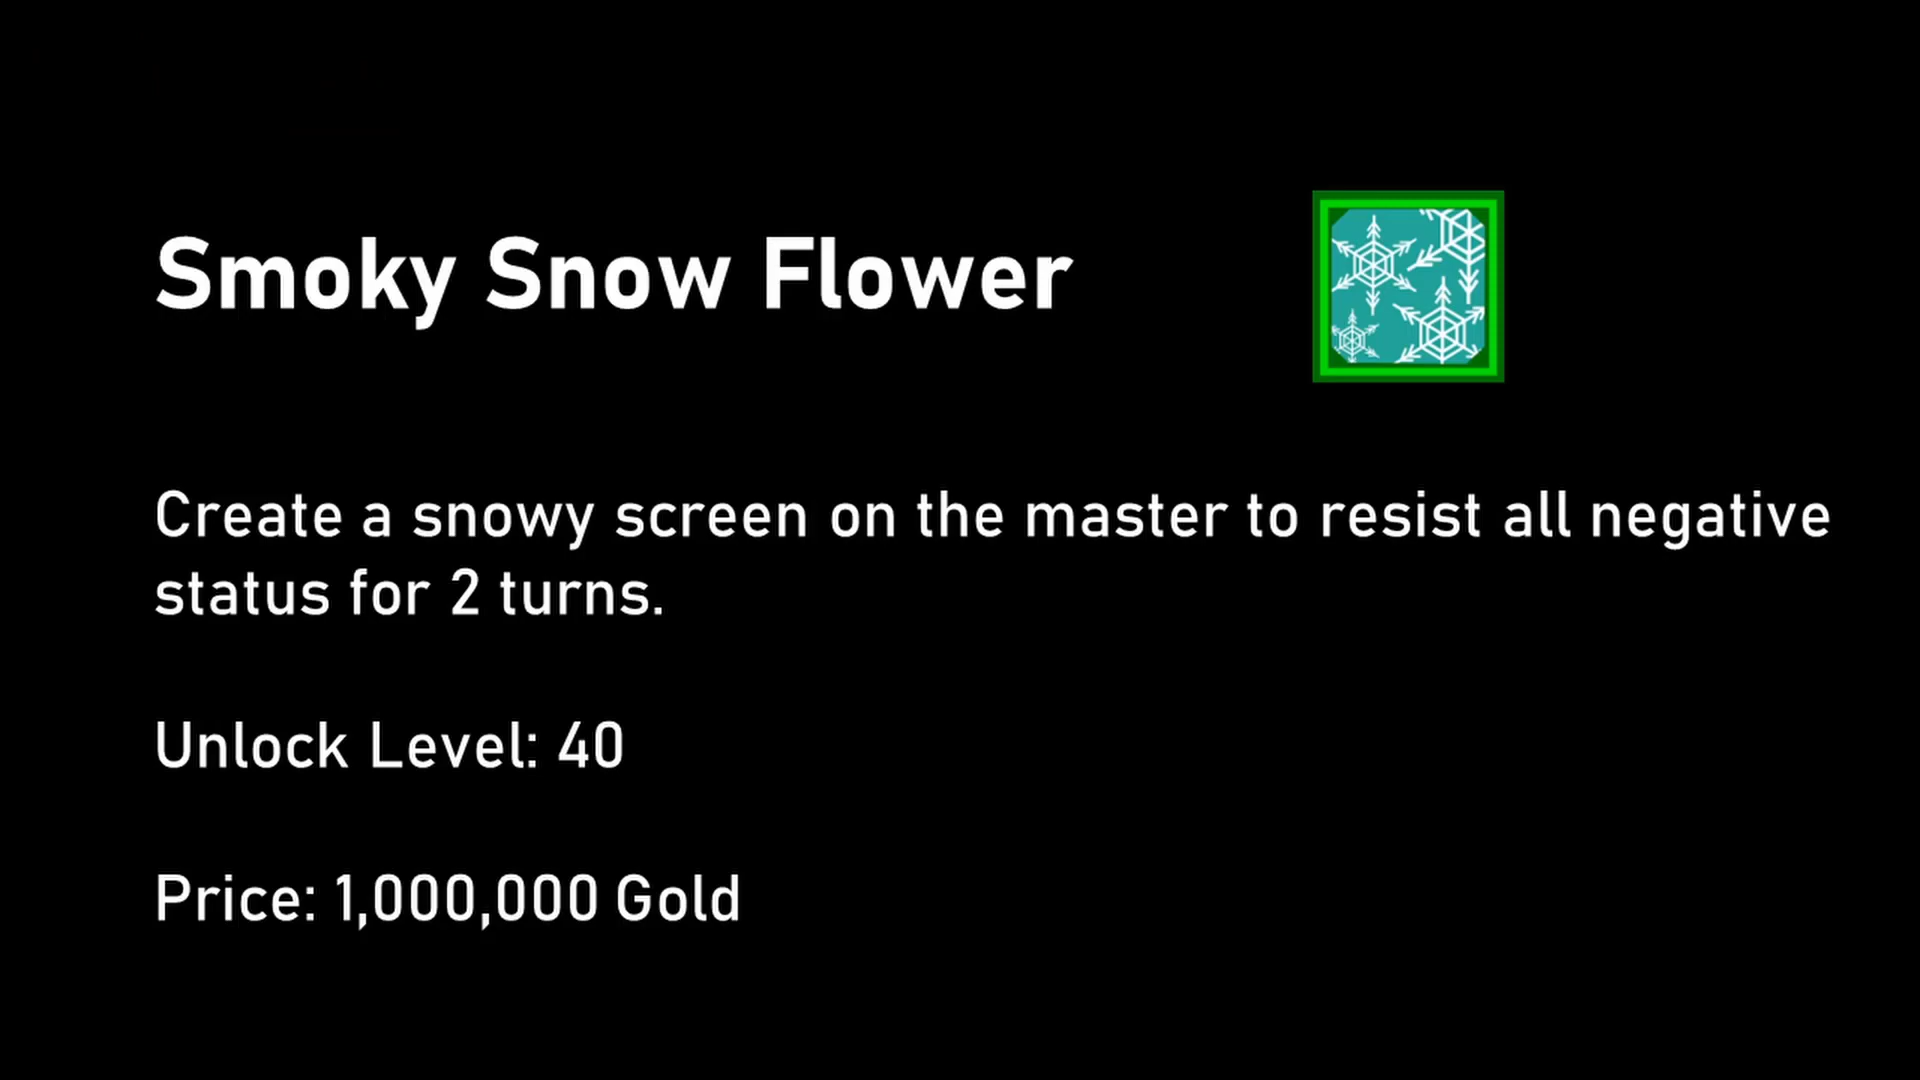 Smoky Snow Flower
Create a snowy screen on the master to resist all negative
status for 2 turns.
Unlock Level: 40
Price: 1,000,000 Gold